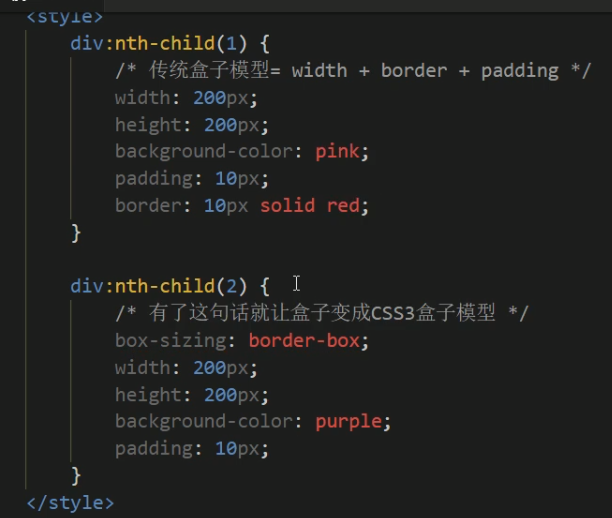 <style>
div:nth-child(1) {
/* 传统盒子模型= width + border + padding */
width: 200px;
height: 200px;
background-color: pink;
padding: 10px;
border: 10px solid red;
}
div:nth-child(2) {
/* 有了这句话就让盒子变成CSS3盒子模型 */
box-sizing: border-box;
width: 200px;
height: 200px;
background-color: purple;
padding: 10px;
}
</style>